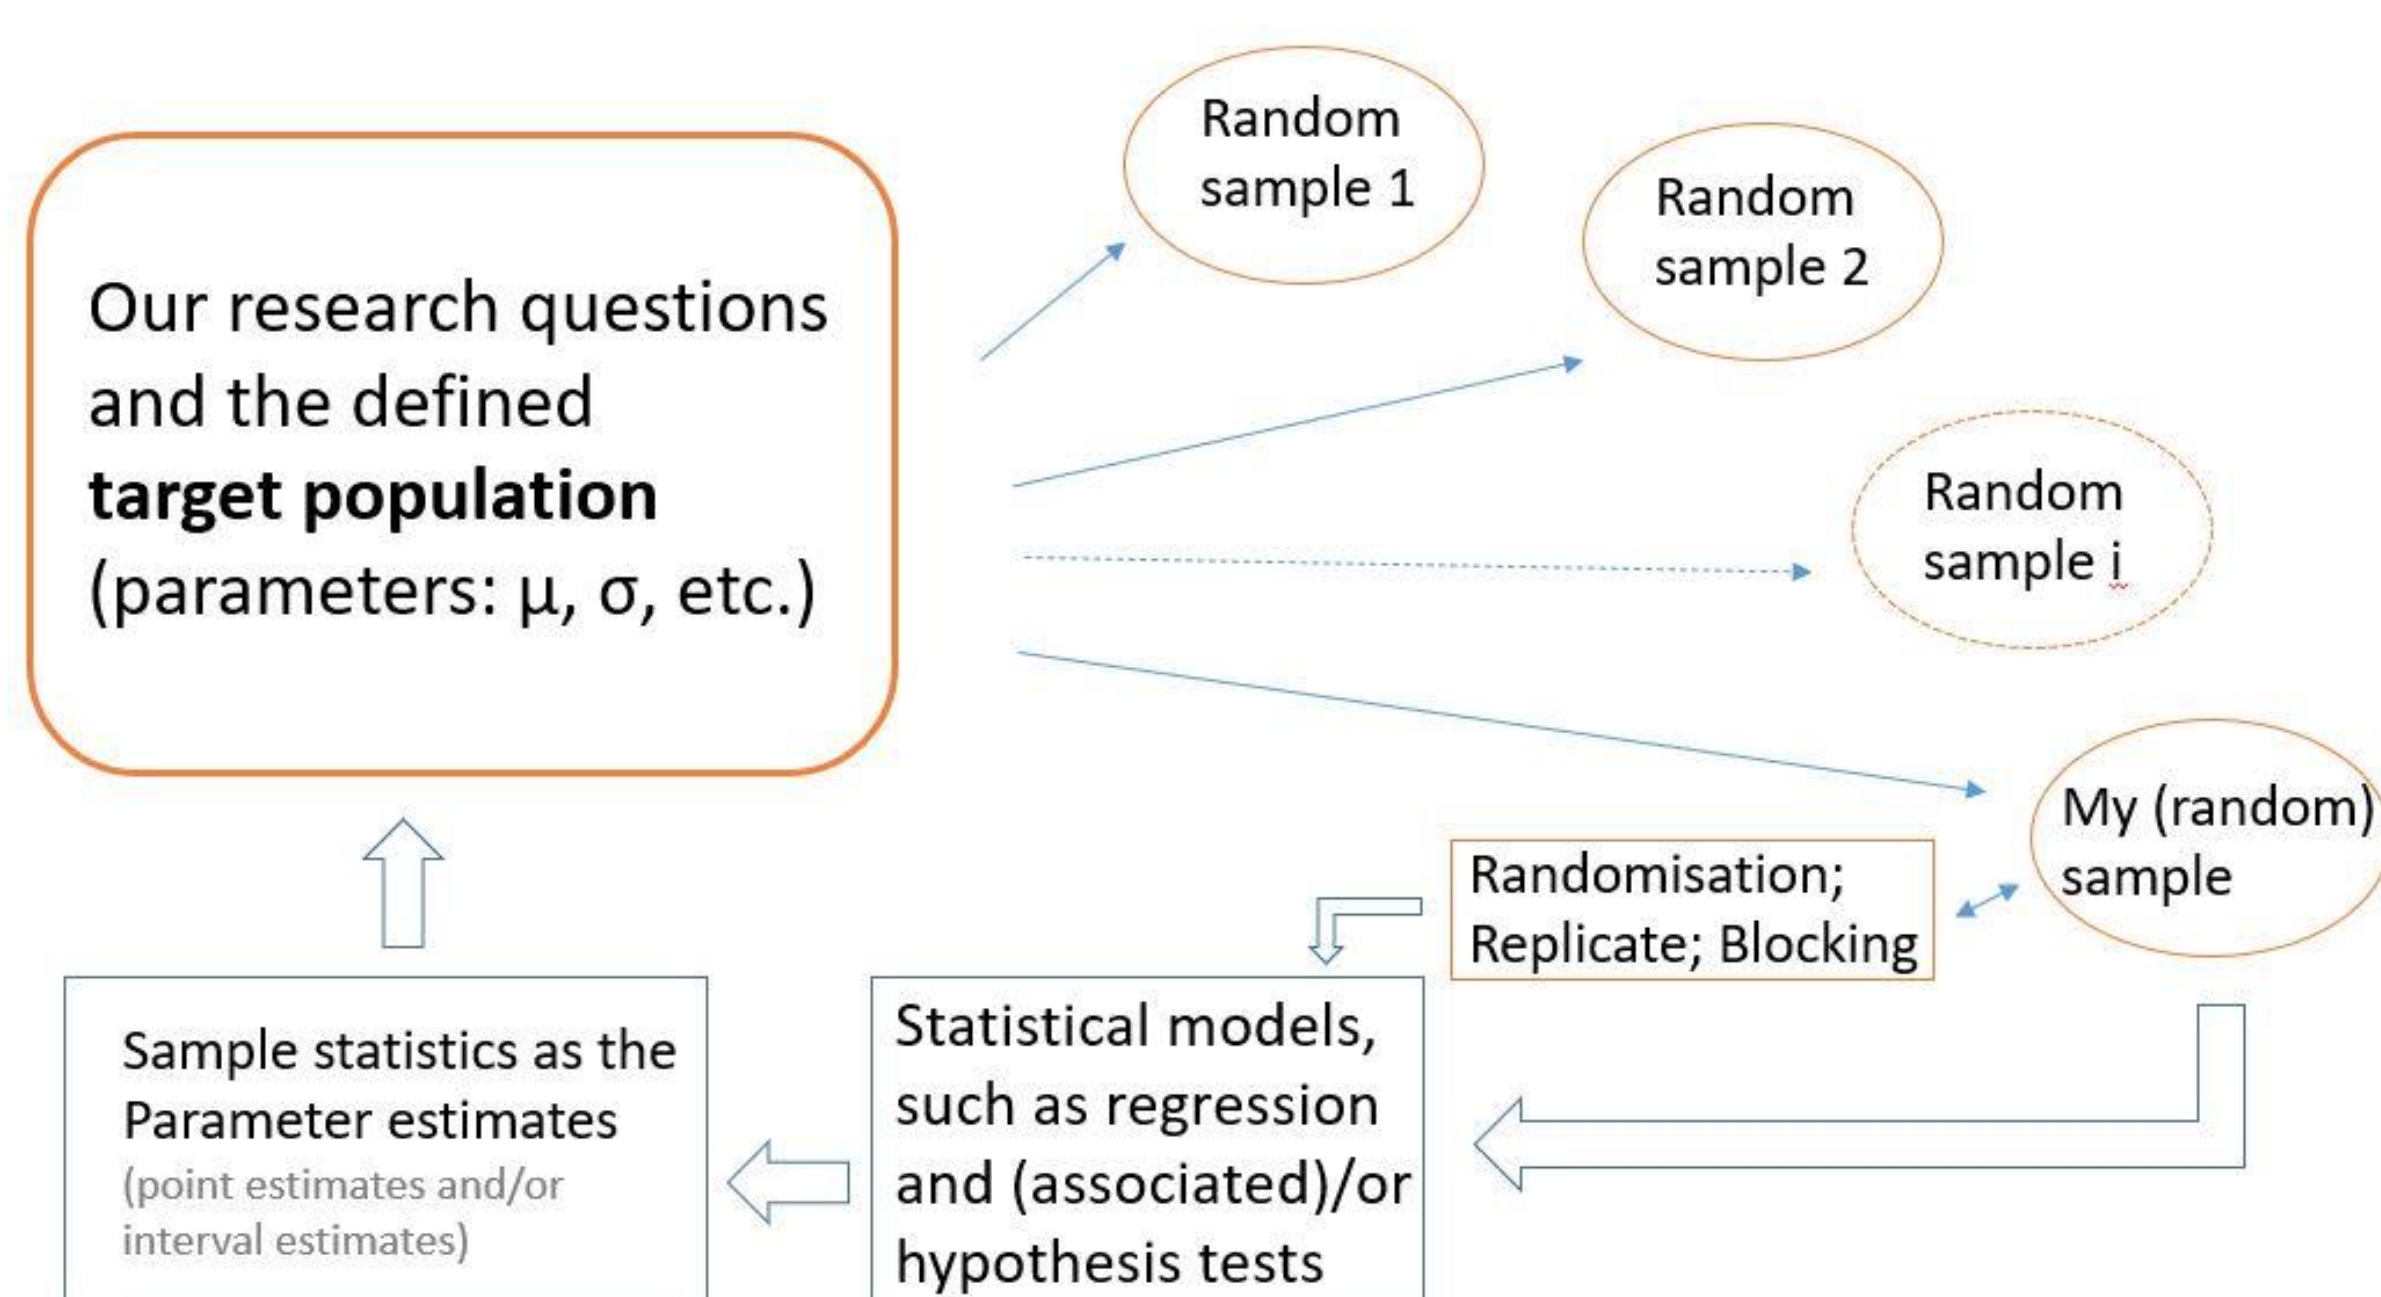 Our research questions
and the defined
target population
(parameters: μ, σ, etc.)
Random
sample 1
Random
sample 2
Random
sample i
My (random)
sample
Randomisation;
Replicate; Blocking
Statistical models,
such as regression
and (associated)/or
hypothesis tests
Sample statistics as the
Parameter estimates
(point estimates and/or
interval estimates)